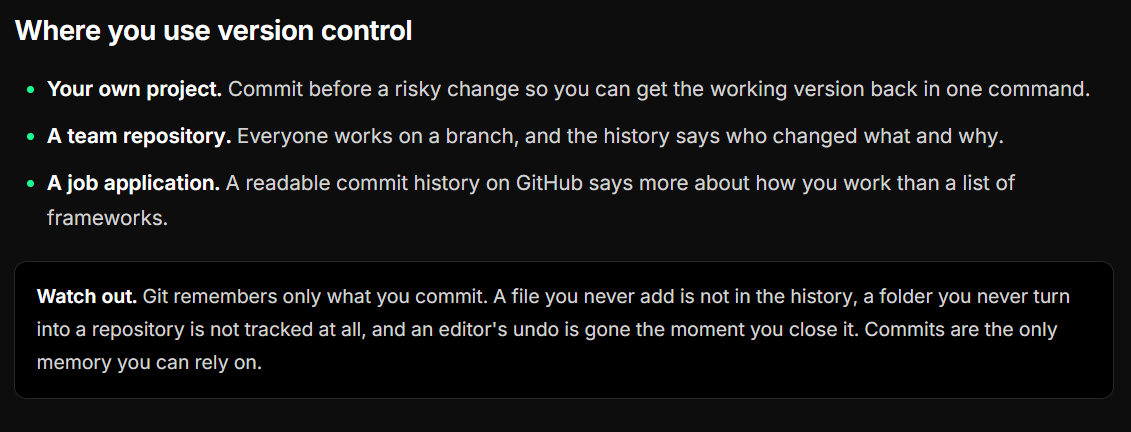 Where you use version control
Your own project. Commit before a risky change so you can get the working version back in one command.
A team repository. Everyone works on a branch, and the history says who changed what and why.
A job application. A readable commit history on GitHub says more about how you work than a list of
frameworks.
Watch out. Git remembers only what you commit. A file you never add is not in the history, a folder you never turn
into a repository is not tracked at all, and an editor's undo is gone the moment you close it. Commits are the only
memory you can rely on.